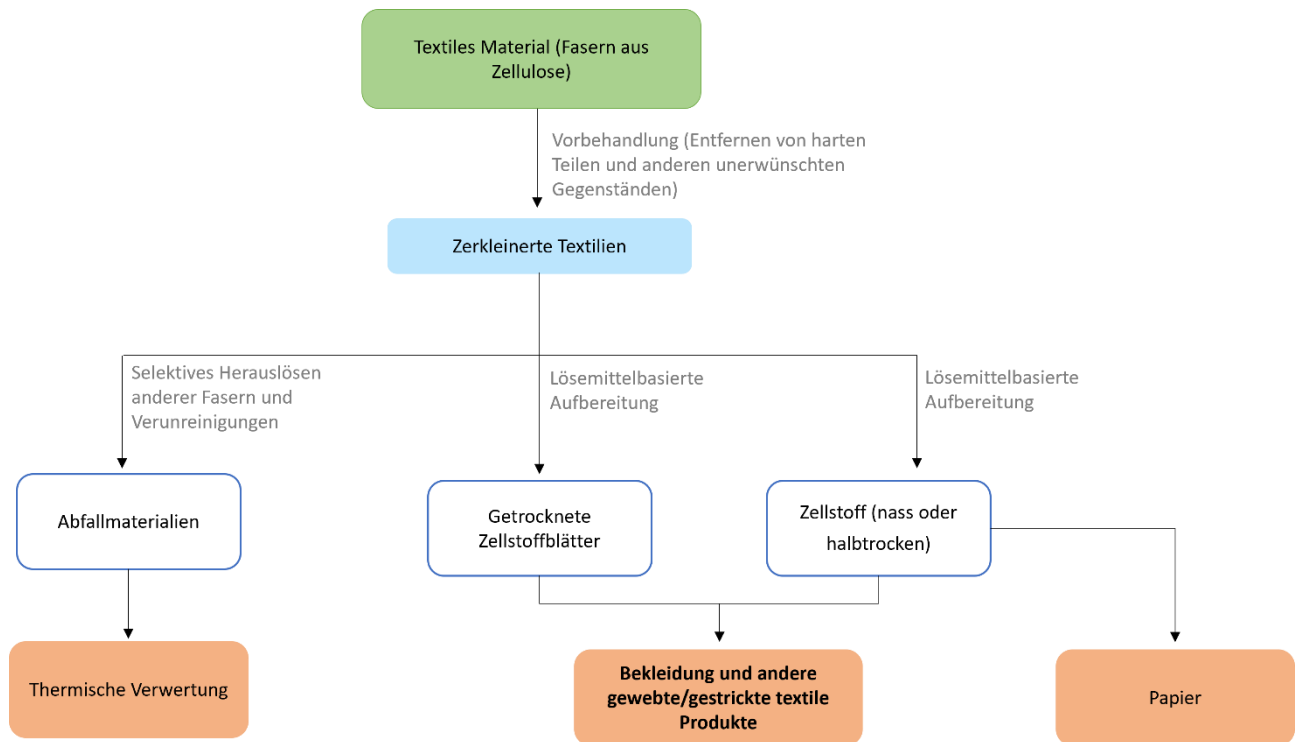 Textiles Material (Fasern aus
Zellulose)
Vorbehandlung (Entfernen von harten
Teilen und anderen unerwünschten
Gegenständen)
Zerkleinerte Textilien
Selektives Herauslösen
anderer Fasern und
Verunreinigungen
Lösemittelbasierte
Aufbereitung
Lösemittelbasierte
Aufbereitung
Abfallmaterialien
Getrocknete
Zellstoffblätter
Zellstoff (nass oder
halbtrocken)
Thermische Verwertung
Bekleidung und andere
gewebte/gestrickte textile
Produkte
Papier